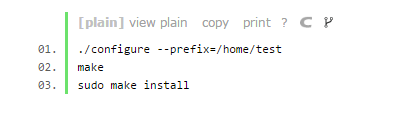 [plain] view plain copy print ?
01. ./configure --prefix=/home/test
02. make
03. sudo make install